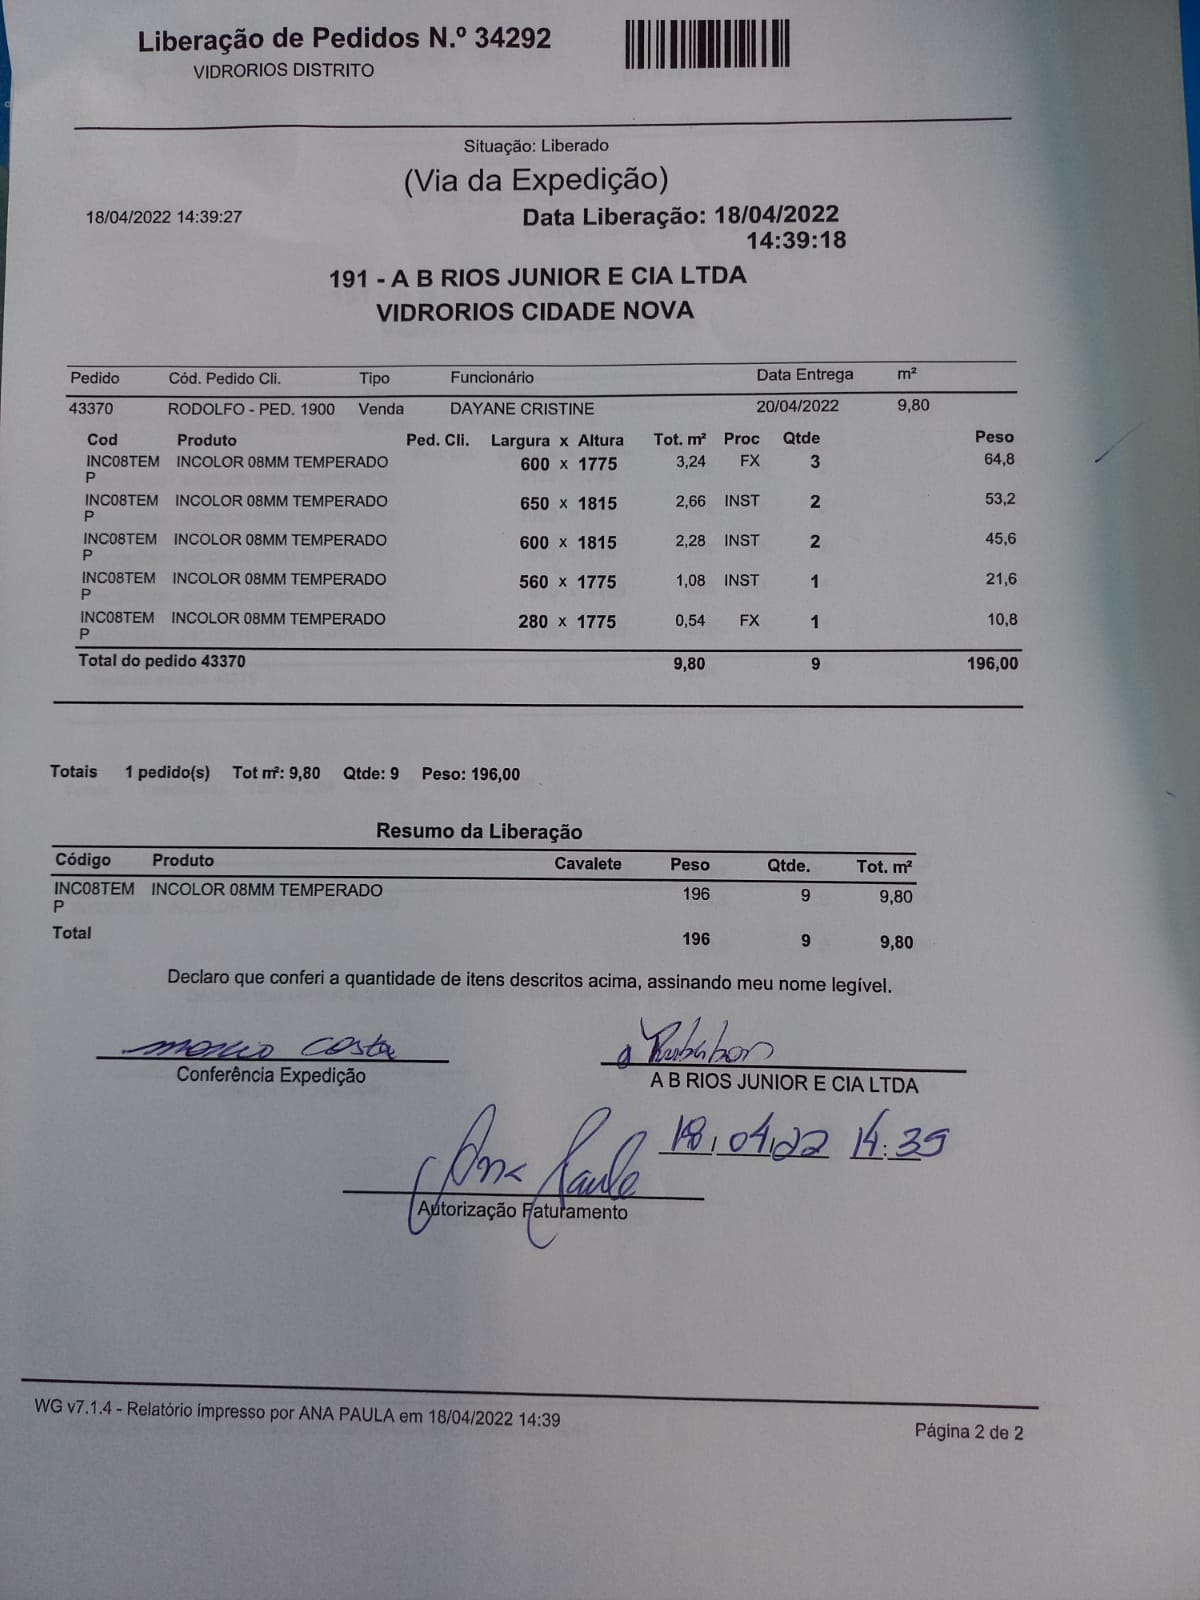 Liberação de Pedidos N.º 34292
VIDRORIOS DISTRITO
Situação: Liberado
(Via da Expedição)
18/04/2022 14:39:27 Data Liberação: 18/04/2022
14:39:18
191 - A B RIOS JUNIOR E CIA LTDA
VIDRORIOS CIDADE NOVA
Pedido Cód. Pedido Cli. Tipo Funcionário Data Entrega m²
43370 RODOLFO - PED. 1900 Venda DAYANE CRISTINE 20/04/2022 9,80
Cod Produto Ped. Cli. Largura x Altura Tot. m² Proc Qtde Peso
INC08TEM INCOLOR 08MM TEMPERADO 600 x 1775 3,24 FX 3 64,8
P
INC08TEM INCOLOR 08MM TEMPERADO 650 x 1815 2,66 INST 2 53,2
P
INC08TEM INCOLOR 08MM TEMPERADO 600 x 1815 2,28 INST 2 45,6
P
INC08TEM INCOLOR 08MM TEMPERADO 560 x 1775 1,08 INST 1 21,6
P
INC08TEM INCOLOR 08MM TEMPERADO 280 x 1775 0,54 FX 1 10,8
P
Total do pedido 43370 9,80 9 196,00
Totais 1 pedido(s) Tot m²: 9,80 Qtde: 9 Peso: 196,00
Resumo da Liberação
Código Produto Cavalete Peso Qtde. Tot. m²
INC08TEM INCOLOR 08MM TEMPERADO 196 9 9,80
P
Total 196 9 9,80
Declaro que conferi a quantidade de itens descritos acima, assinando meu nome legível.
costa
Conferência Expedição
A B RIOS JUNIOR E CIA LTDA
18/04/22 14:39
Ana Paula
Autorização Faturamento
WG v7.1.4 - Relatório impresso por ANA PAULA em 18/04/2022 14:39
Página 2 de 2